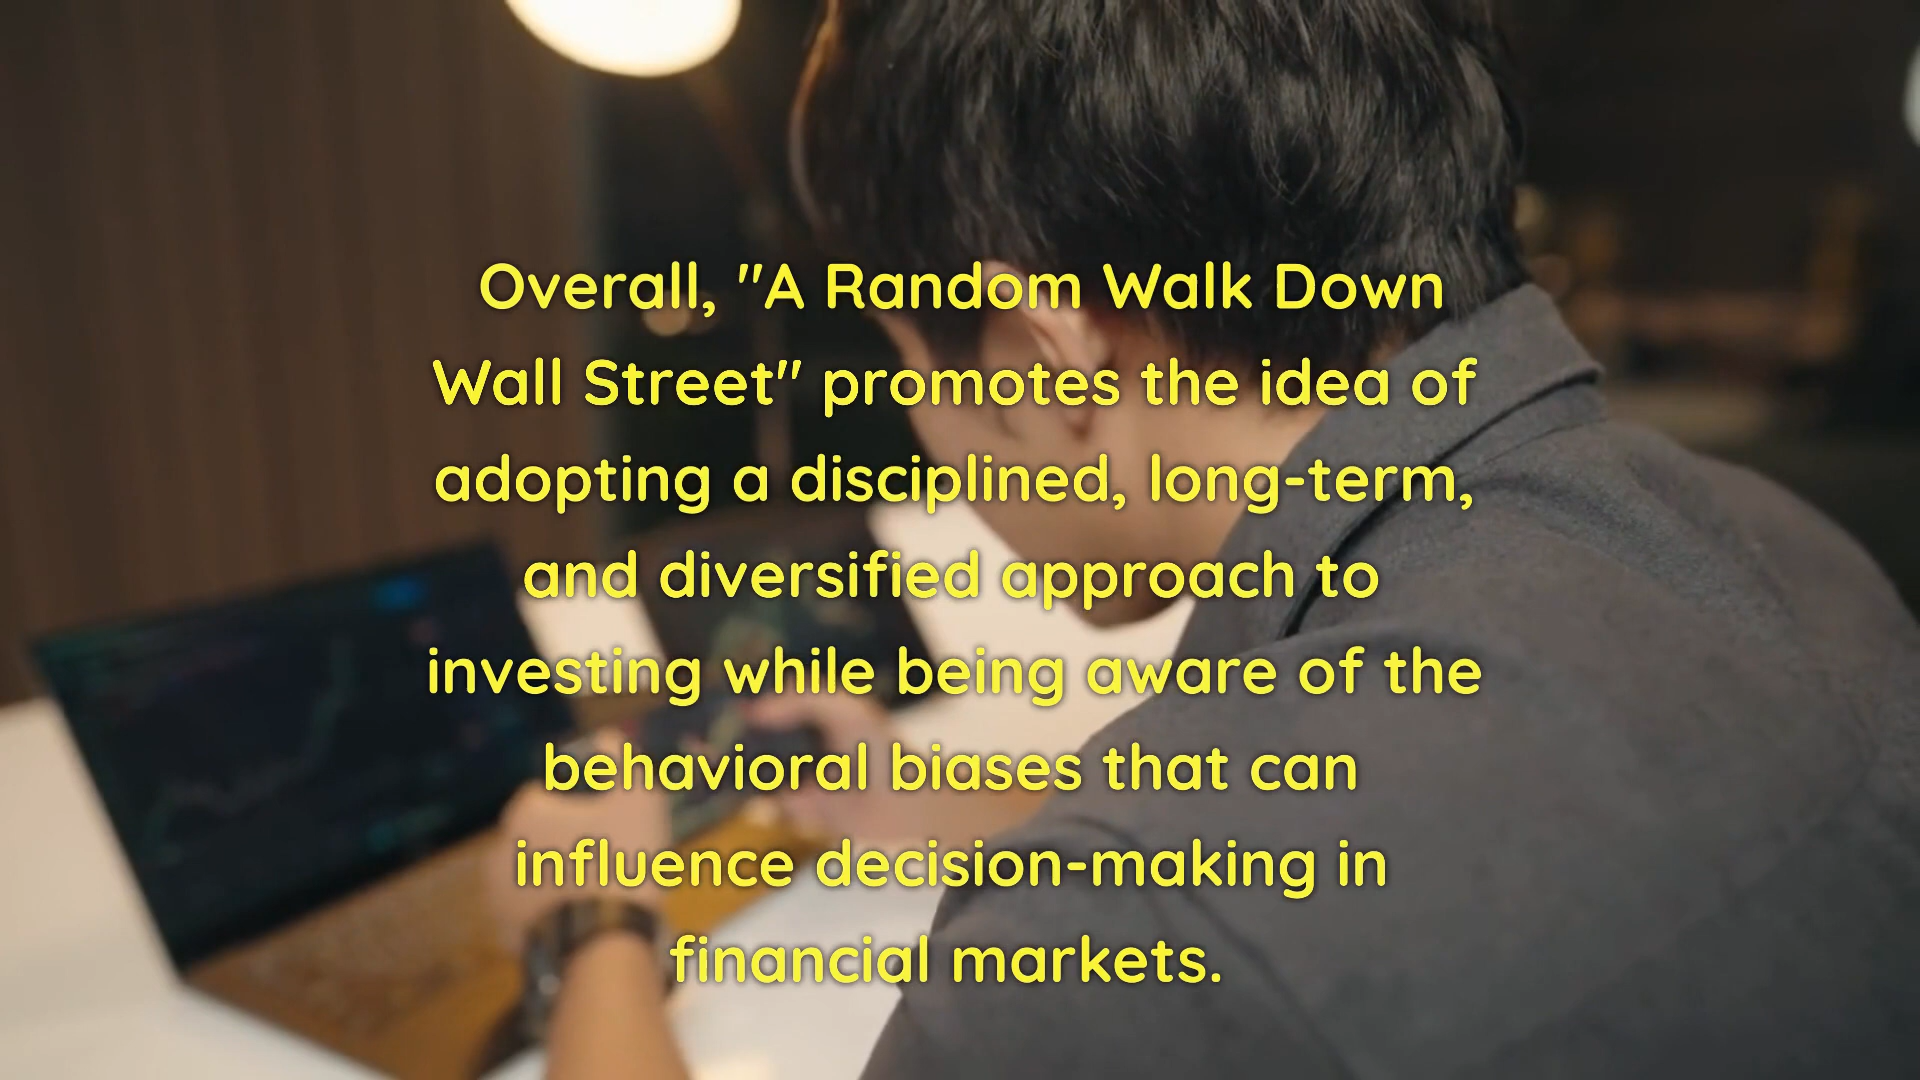 Overall, "A Random Walk Down
Wall Street" promotes the idea of
adopting a disciplined, long-term,
and diversified approach to
investing while being aware of the
behavioral biases that can
influence decision-making in
financial markets.